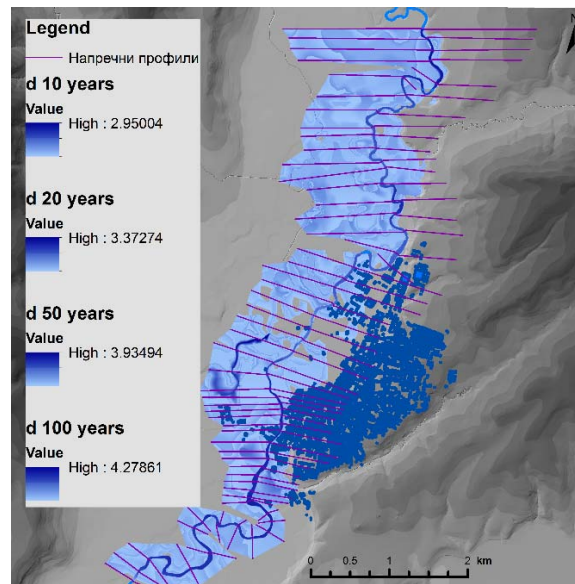 Legend
Напречни профили
d 10 years
Value
High : 2.95004
d 20 years
Value
High : 3.37274
d 50 years
Value
High : 3.93494
d 100 years
Value
High : 4.27861
N
0 0.5 1 2
km